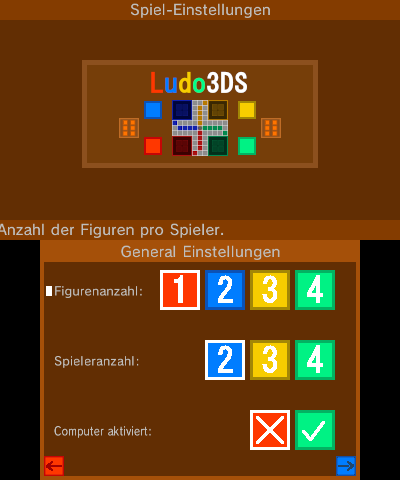 Spiel-Einstellungen
Ludo3DS
Anzahl der Figuren pro Spieler.
General Einstellungen
Figurenanzahl: 1 2 3 4
Spieleranzahl: 2 3 4
Computer aktiviert: